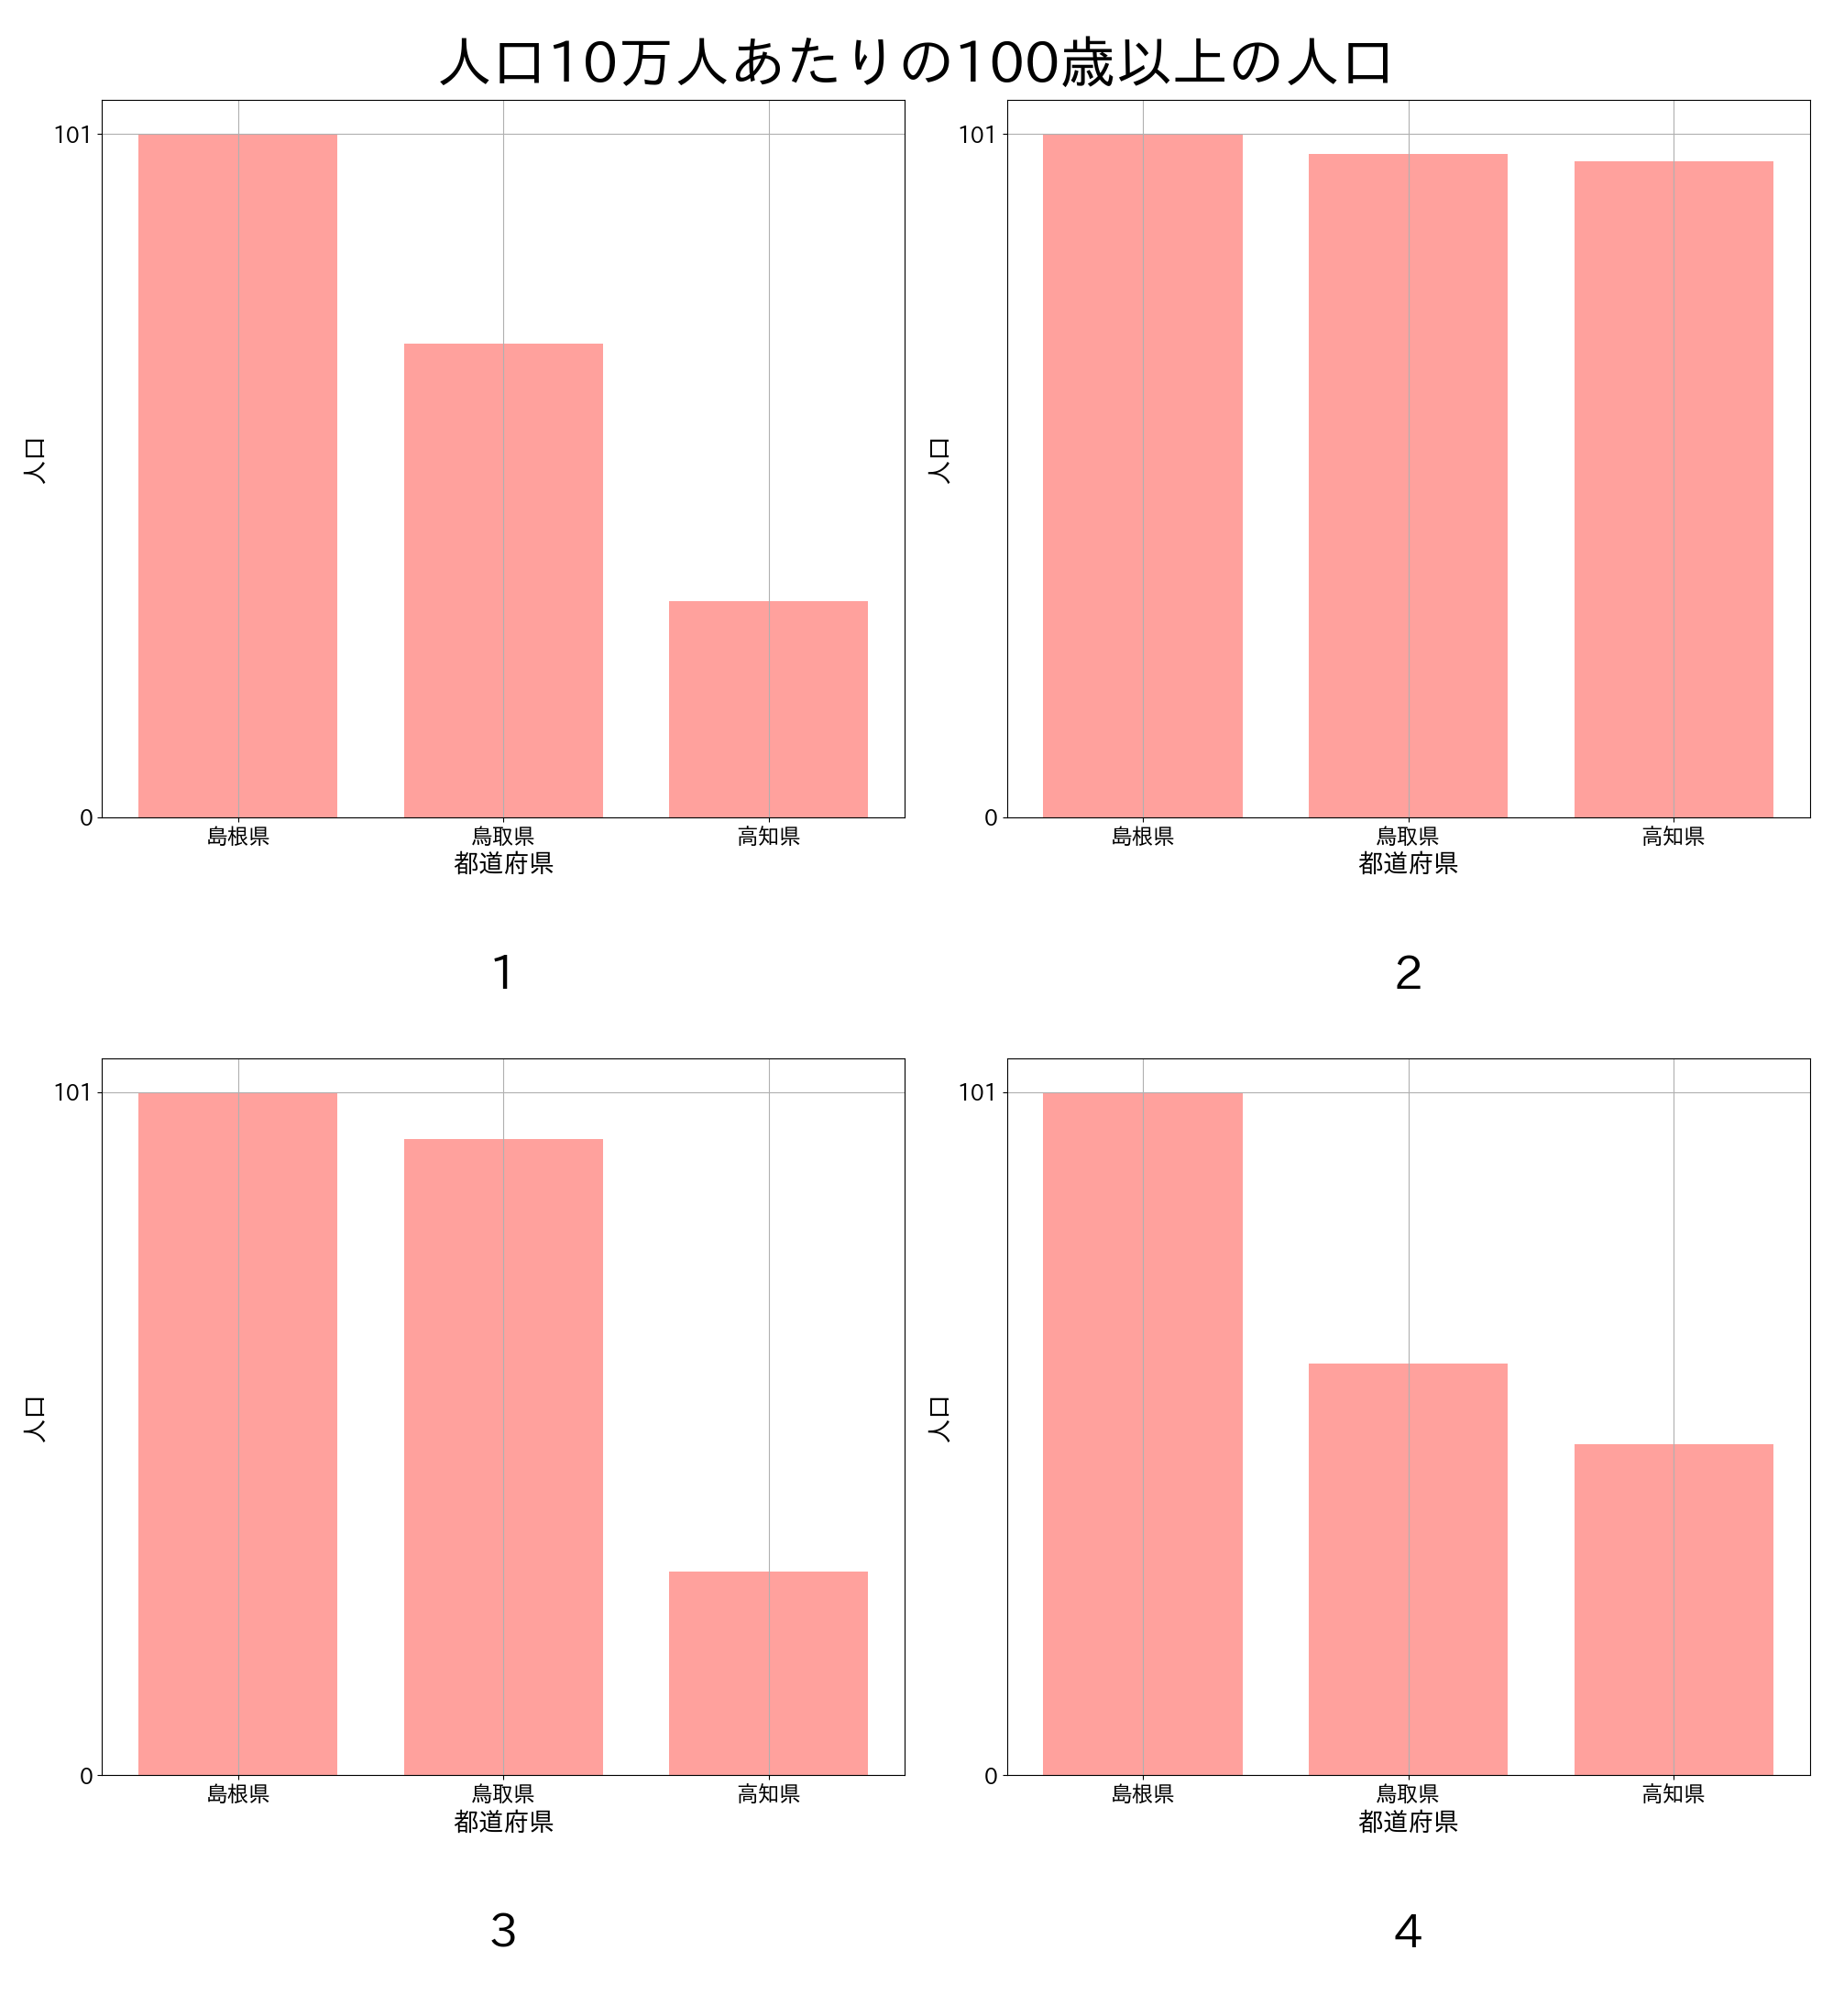 人口10万人あたりの100歳以上の人口
101
人口
0
島根県 鳥取県 高知県
都道府県
1
101
人口
0
島根県 鳥取県 高知県
都道府県
2
101
人口
0
島根県 鳥取県 高知県
都道府県
3
101
人口
0
島根県 鳥取県 高知県
都道府県
4